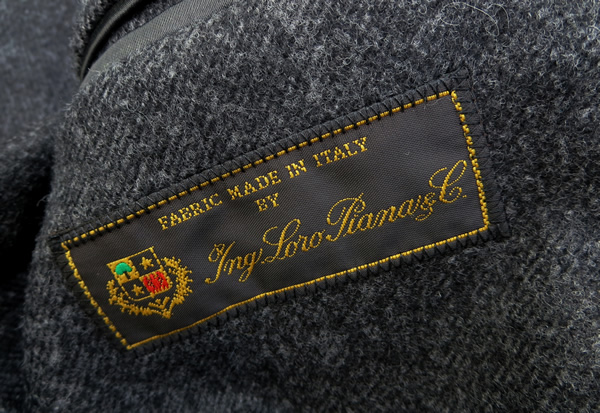 FABRIC MADE IN ITALY
BY
Ing. Loro Piana & C.